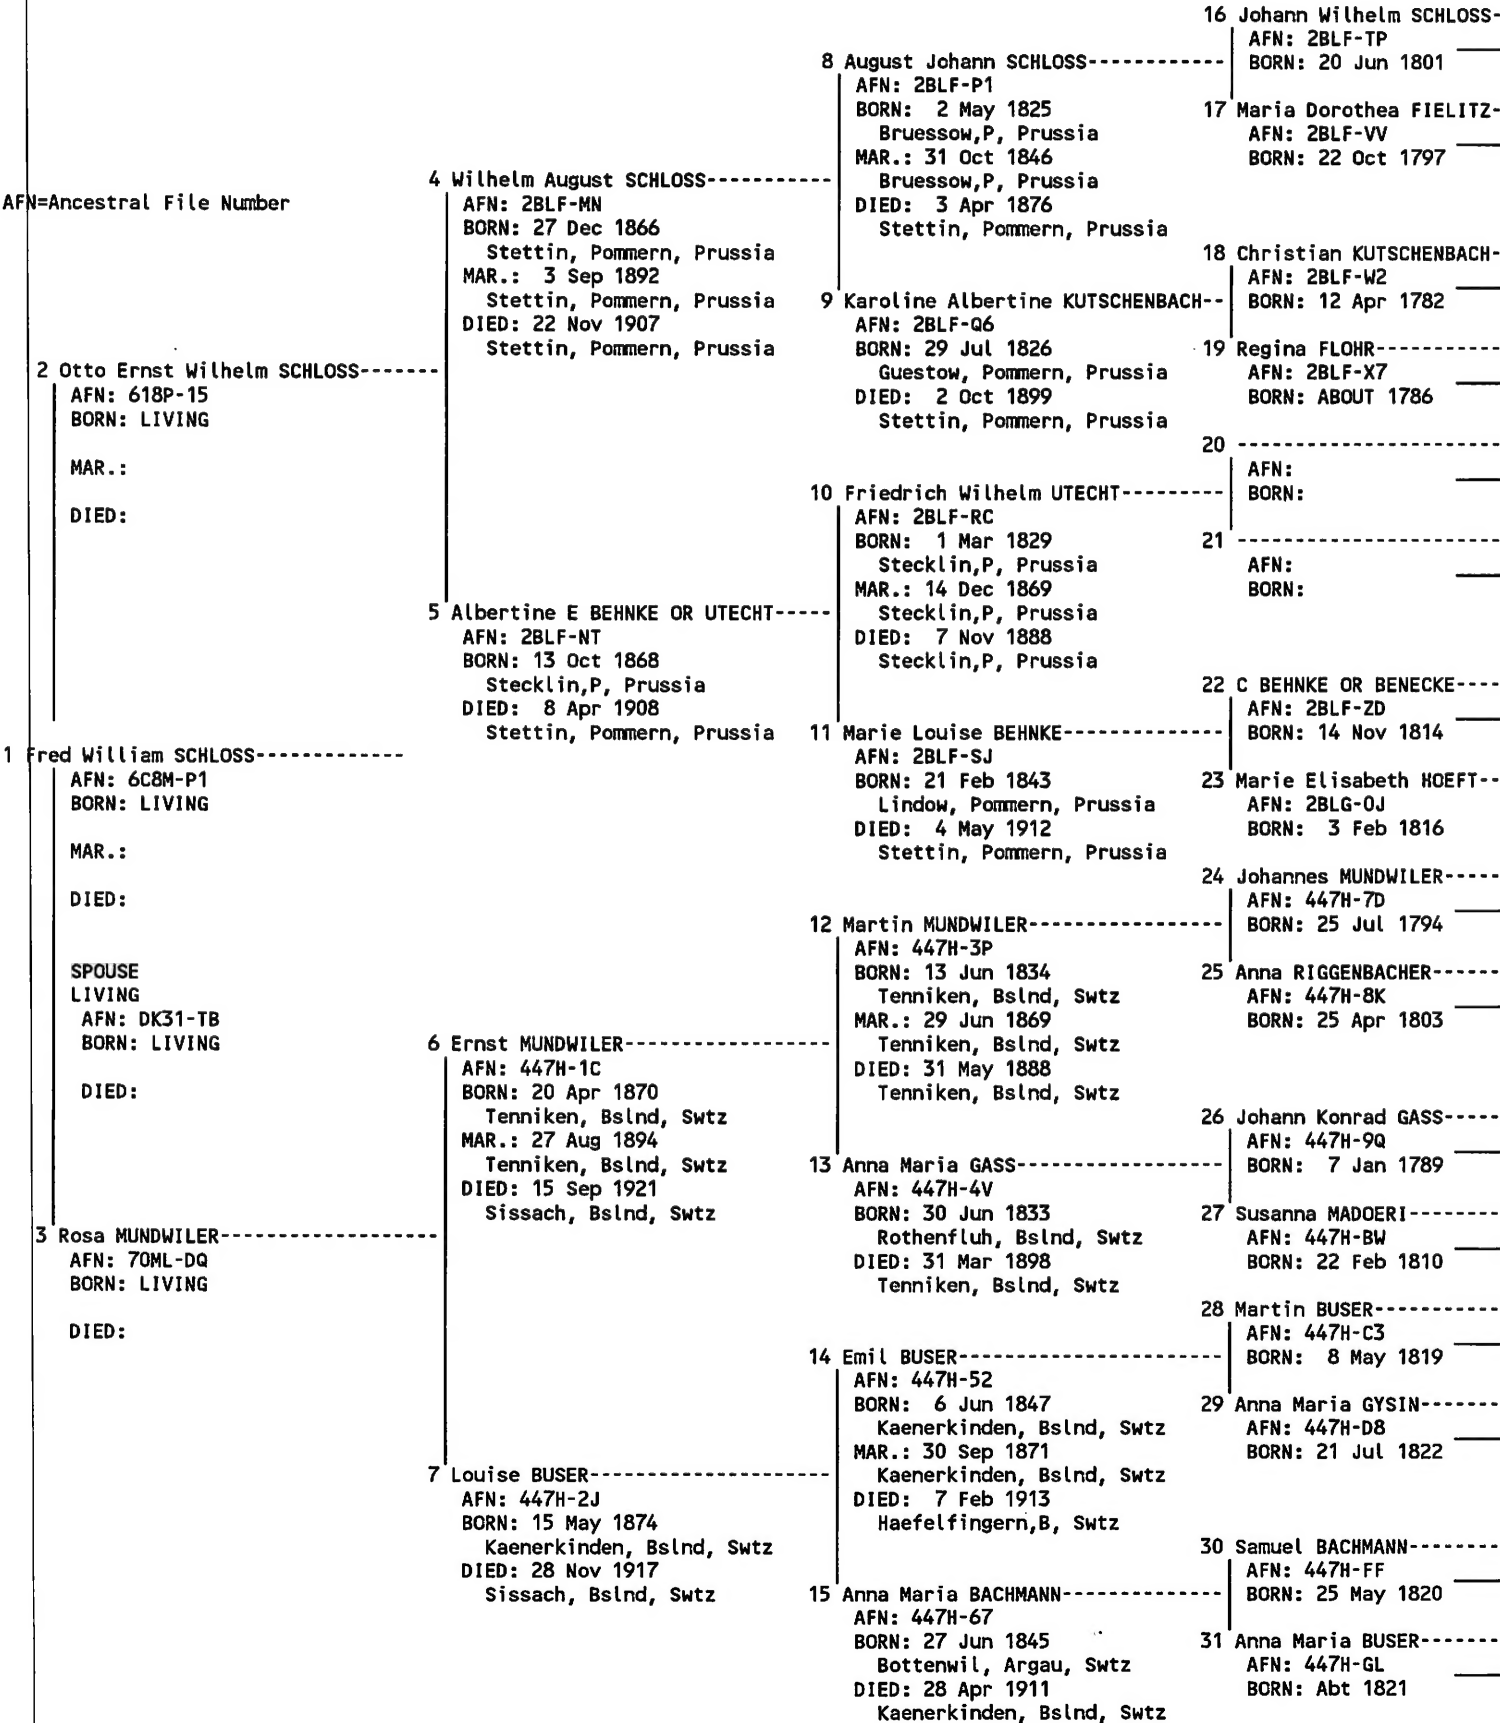 AFN=Ancestral File Number
1 Fred William SCHLOSS-------------
AFN: 6C8M-P1
BORN: LIVING
MAR.:
DIED:
SPOUSE
LIVING
AFN: DK31-TB
BORN: LIVING
DIED:
2 Otto Ernst Wilhelm SCHLOSS-------
AFN: 618P-15
BORN: LIVING
MAR.:
DIED:
3 Rosa MUNDWILER-------------------
AFN: 70ML-DQ
BORN: LIVING
DIED:
4 Wilhelm August SCHLOSS-----------
AFN: 2BLF-MN
BORN: 27 Dec 1866
Stettin, Pommern, Prussia
MAR.: 3 Sep 1892
Stettin, Pommern, Prussia
DIED: 22 Nov 1907
Stettin, Pommern, Prussia
5 Albertine E BEHNKE OR UTECHT-----
AFN: 2BLF-NT
BORN: 13 Oct 1868
Stecklin,P, Prussia
DIED: 8 Apr 1908
Stettin, Pommern, Prussia
6 Ernst MUNDWILER------------------
AFN: 447H-1C
BORN: 20 Apr 1870
Tenniken, Bslnd, Swtz
MAR.: 27 Aug 1894
Tenniken, Bslnd, Swtz
DIED: 15 Sep 1921
Sissach, Bslnd, Swtz
7 Louise BUSER---------------------
AFN: 447H-2J
BORN: 15 May 1874
Kaenerkinden, Bslnd, Swtz
DIED: 28 Nov 1917
Sissach, Bslnd, Swtz
8 August Johann SCHLOSS------------
AFN: 2BLF-P1
BORN: 2 May 1825
Bruessow,P, Prussia
MAR.: 31 Oct 1846
Bruessow,P, Prussia
DIED: 3 Apr 1876
Stettin, Pommern, Prussia
9 Karoline Albertine KUTSCHENBACH--
AFN: 2BLF-Q6
BORN: 29 Jul 1826
Guestow, Pommern, Prussia
DIED: 2 Oct 1899
Stettin, Pommern, Prussia
10 Friedrich Wilhelm UTECHT---------
AFN: 2BLF-RC
BORN: 1 Mar 1829
Stecklin,P, Prussia
MAR.: 14 Dec 1869
Stecklin,P, Prussia
DIED: 7 Nov 1888
Stecklin,P, Prussia
11 Marie Louise BEHNKE--------------
AFN: 2BLF-SJ
BORN: 21 Feb 1843
Lindow, Pommern, Prussia
DIED: 4 May 1912
Stettin, Pommern, Prussia
12 Martin MUNDWILER-----------------
AFN: 447H-3P
BORN: 13 Jun 1834
Tenniken, Bslnd, Swtz
MAR.: 29 Jun 1869
Tenniken, Bslnd, Swtz
DIED: 31 May 1888
Tenniken, Bslnd, Swtz
13 Anna Maria GASS------------------
AFN: 447H-4V
BORN: 30 Jun 1833
Rothenfluh, Bslnd, Swtz
DIED: 31 Mar 1898
Tenniken, Bslnd, Swtz
14 Emil BUSER-----------------------
AFN: 447H-52
BORN: 6 Jun 1847
Kaenerkinden, Bslnd, Swtz
MAR.: 30 Sep 1871
Kaenerkinden, Bslnd, Swtz
DIED: 7 Feb 1913
Haefelfingern,B, Swtz
15 Anna Maria BACHMANN--------------
AFN: 447H-67
BORN: 27 Jun 1845
Bottenwil, Argau, Swtz
DIED: 28 Apr 1911
Kaenerkinden, Bslnd, Swtz
16 Johann Wilhelm SCHLOSS-
AFN: 2BLF-TP
BORN: 20 Jun 1801
17 Maria Dorothea FIELITZ-
AFN: 2BLF-VV
BORN: 22 Oct 1797
18 Christian KUTSCHENBACH-
AFN: 2BLF-W2
BORN: 12 Apr 1782
19 Regina FLOHR-----------
AFN: 2BLF-X7
BORN: ABOUT 1786
20 -----------------------
AFN:
BORN:
21 -----------------------
AFN:
BORN:
22 C BEHNKE OR BENECKE----
AFN: 2BLF-ZD
BORN: 14 Nov 1814
23 Marie Elisabeth HOEFT--
AFN: 2BLG-0J
BORN: 3 Feb 1816
24 Johannes MUNDWILER-----
AFN: 447H-7D
BORN: 25 Jul 1794
25 Anna RIGGENBACHER------
AFN: 447H-8K
BORN: 25 Apr 1803
26 Johann Konrad GASS-----
AFN: 447H-9Q
BORN: 7 Jan 1789
27 Susanna MADOERI--------
AFN: 447H-BW
BORN: 22 Feb 1810
28 Martin BUSER-----------
AFN: 447H-C3
BORN: 8 May 1819
29 Anna Maria GYSIN-------
AFN: 447H-D8
BORN: 21 Jul 1822
30 Samuel BACHMANN--------
AFN: 447H-FF
BORN: 25 May 1820
31 Anna Maria BUSER-------
AFN: 447H-GL
BORN: Abt 1821